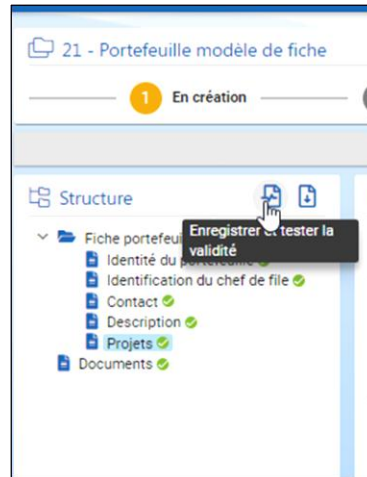 21 - Portefeuille modèle de fiche
1 En création
Structure
Enregistrer et tester la
validité
Fiche portefeui
Identité du portefeuille
Identification du chef de file
Contact
Description
Projets
Documents